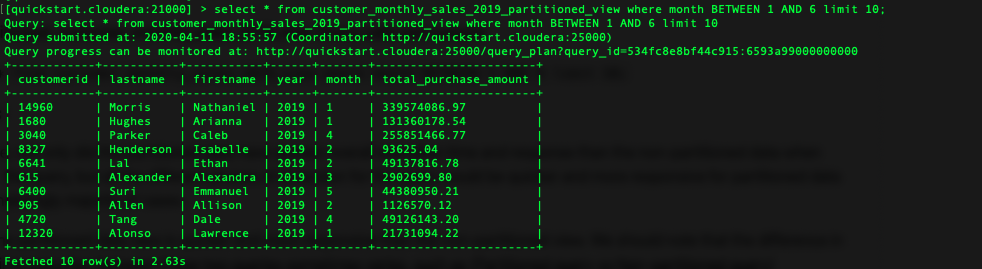 [quickstart.cloudera:21000] > select * from customer_monthly_sales_2019_partitioned_view where month BETWEEN 1 AND 6 limit 10;
Query: select * from customer_monthly_sales_2019_partitioned_view where month BETWEEN 1 AND 6 limit 10
Query submitted at: 2020-04-11 18:55:57 (Coordinator: http://quickstart.cloudera:25000)
Query progress can be monitored at: http://quickstart.cloudera:25000/query_plan?query_id=534fc8e8bf44c915:6593a99000000000
+------------+-----------+-----------+------+-------+-----------------------+
| customerid | lastname | firstname | year | month | total_purchase_amount |
+------------+-----------+-----------+------+-------+-----------------------+
| 14960 | Morris | Nathaniel | 2019 | 1 | 339574086.97 |
| 1680 | Hughes | Arianna | 2019 | 1 | 131360178.54 |
| 3040 | Parker | Caleb | 2019 | 4 | 255851466.77 |
| 8327 | Henderson | Isabelle | 2019 | 2 | 93625.04 |
| 6641 | Lal | Ethan | 2019 | 2 | 49137816.78 |
| 615 | Alexander | Alexandra | 2019 | 3 | 2902699.80 |
| 6400 | Suri | Emmanuel | 2019 | 5 | 44380950.21 |
| 905 | Allen | Allison | 2019 | 2 | 1126570.12 |
| 4720 | Tang | Dale | 2019 | 4 | 49126143.20 |
| 12320 | Alonso | Lawrence | 2019 | 1 | 21731094.22 |
+------------+-----------+-----------+------+-------+-----------------------+
Fetched 10 row(s) in 2.63s